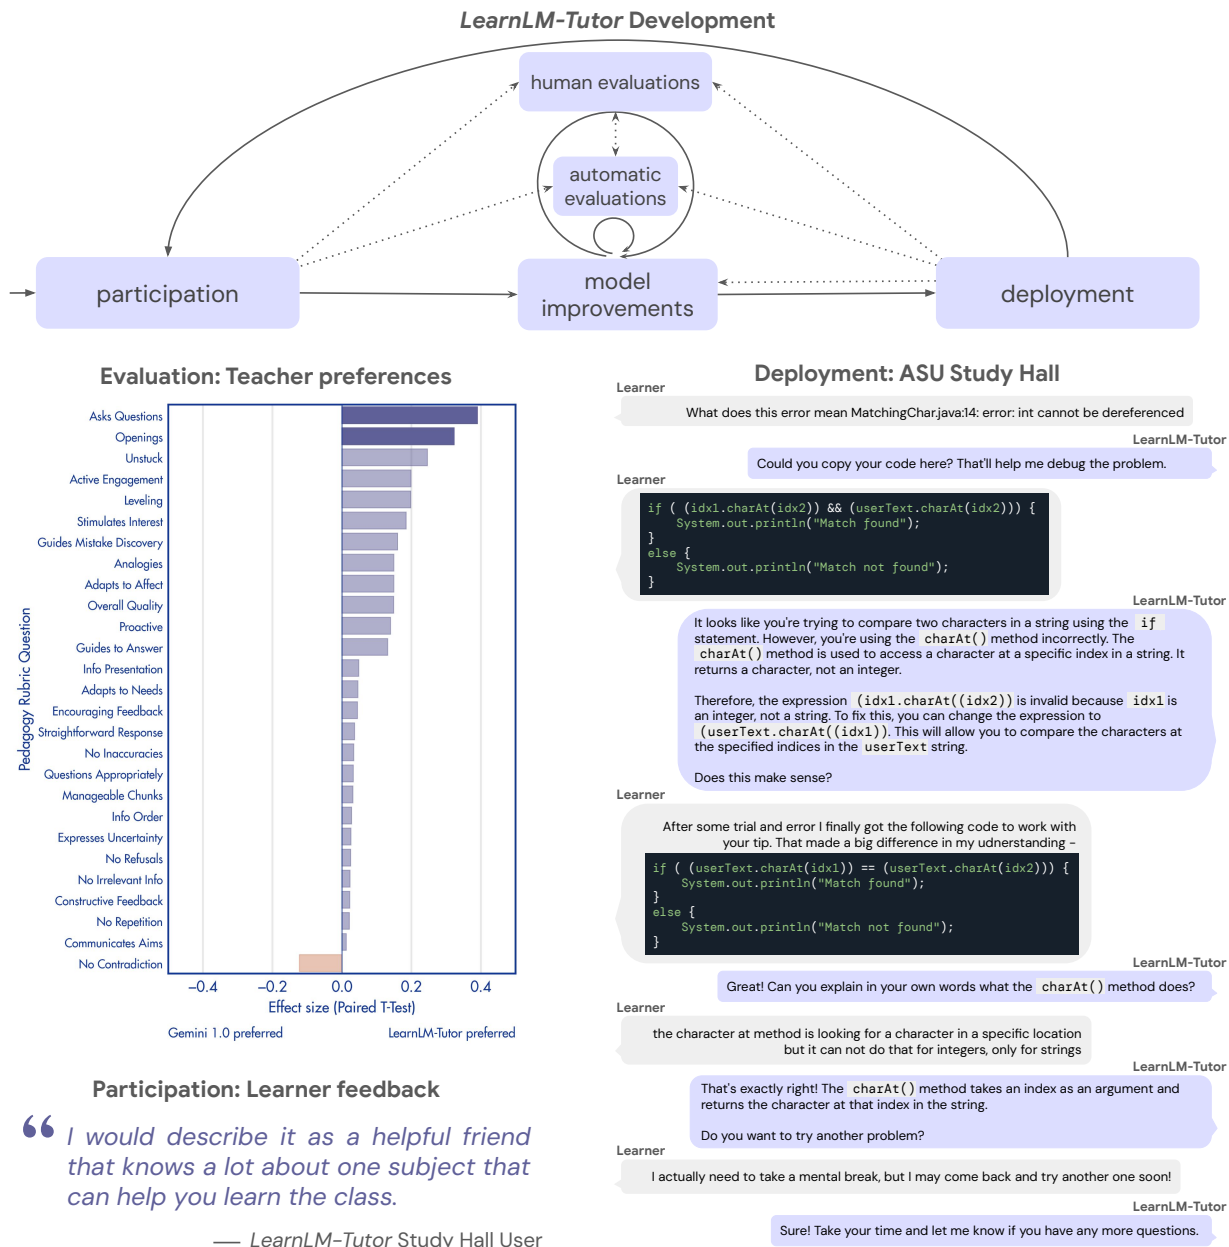 LearnLM-Tutor Development
human evaluations
automatic
evaluations
participation
model
improvements
deployment
Evaluation: Teacher preferences
Pedagogy Rubric Question
Asks Questions
Openings
Unstuck
Active Engagement
Leveling
Stimulates Interest
Guides Mistake Discovery
Analogies
Adapts to Affect
Overall Quality
Proactive
Guides to Answer
Info Presentation
Adapts to Needs
Encouraging Feedback
Straightforward Response
No Inaccuracies
Questions Appropriately
Manageable Chunks
Info Order
Expresses Uncertainty
No Refusals
No Irrelevant Info
Constructive Feedback
No Repetition
Communicates Aims
No Contradiction
−0.4 −0.2 0.0 0.2 0.4
Effect size (Paired T-Test)
Gemini 1.0 preferred LearnLM-Tutor preferred
Participation: Learner feedback
“ I would describe it as a helpful friend
that knows a lot about one subject that
can help you learn the class.
— LearnLM-Tutor Study Hall User
Deployment: ASU Study Hall
Learner
What does this error mean MatchingChar.java:14: error: int cannot be dereferenced
LearnLM-Tutor
Could you copy your code here? That'll help me debug the problem.
Learner
if ( (idx1.charAt(idx2)) && (userText.charAt(idx2))) {
System.out.println("Match found");
}
else {
System.out.println("Match not found");
}
LearnLM-Tutor
It looks like you're trying to compare two characters in a string using the if
statement. However, you're using the charAt() method incorrectly. The
charAt() method is used to access a character at a specific index in a string. It
returns a character, not an integer.
Therefore, the expression (idx1.charAt((idx2)) is invalid because idx1 is
an integer, not a string. To fix this, you can change the expression to
(userText.charAt((idx1)). This will allow you to compare the characters at
the specified indices in the userText string.
Does this make sense?
Learner
After some trial and error I finally got the following code to work with
your tip. That made a big difference in my udnerstanding -
if ( (userText.charAt(idx1)) == (userText.charAt(idx2))) {
System.out.println("Match found");
}
else {
System.out.println("Match not found");
}
LearnLM-Tutor
Great! Can you explain in your own words what the charAt() method does?
Learner
the character at method is looking for a character in a specific location
but it can not do that for integers, only for strings
LearnLM-Tutor
That's exactly right! The charAt() method takes an index as an argument and
returns the character at that index in the string.
Do you want to try another problem?
Learner
I actually need to take a mental break, but I may come back and try another one soon!
LearnLM-Tutor
Sure! Take your time and let me know if you have any more questions.